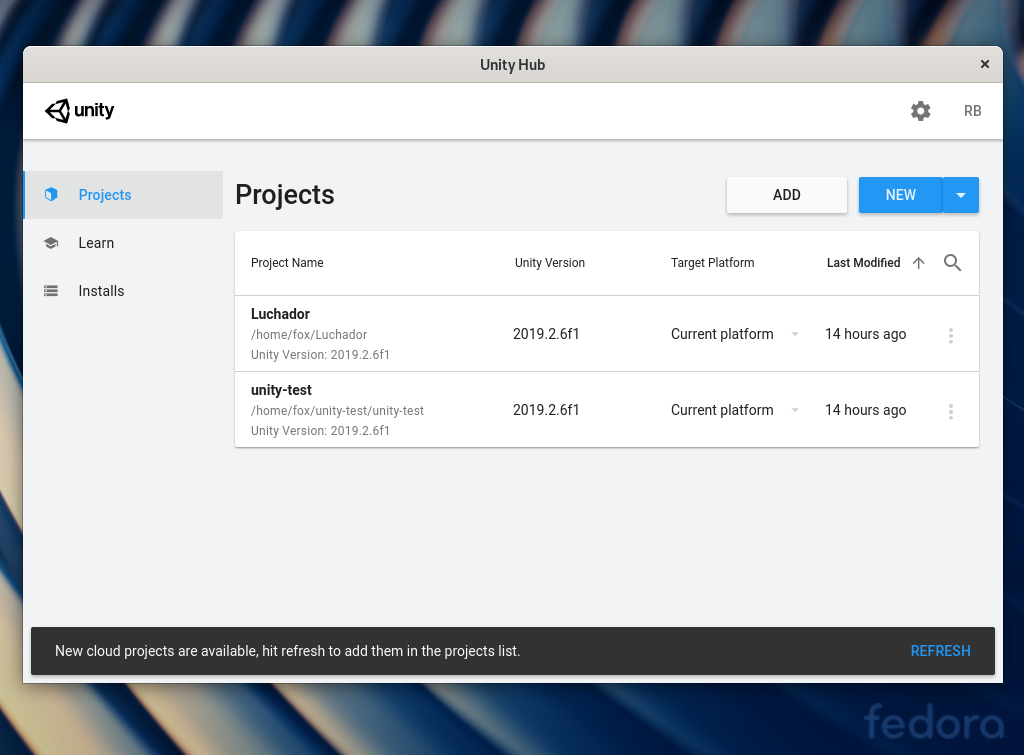 Unity Hub
unity
RB
Projects
Learn
Installs
Projects
ADD
NEW
Project Name Unity Version Target Platform Last Modified
Luchador
/home/fox/Luchador
Unity Version: 2019.2.6f1
2019.2.6f1 Current platform 14 hours ago
unity-test
/home/fox/unity-test/unity-test
Unity Version: 2019.2.6f1
2019.2.6f1 Current platform 14 hours ago
New cloud projects are available, hit refresh to add them in the projects list. REFRESH
fedora